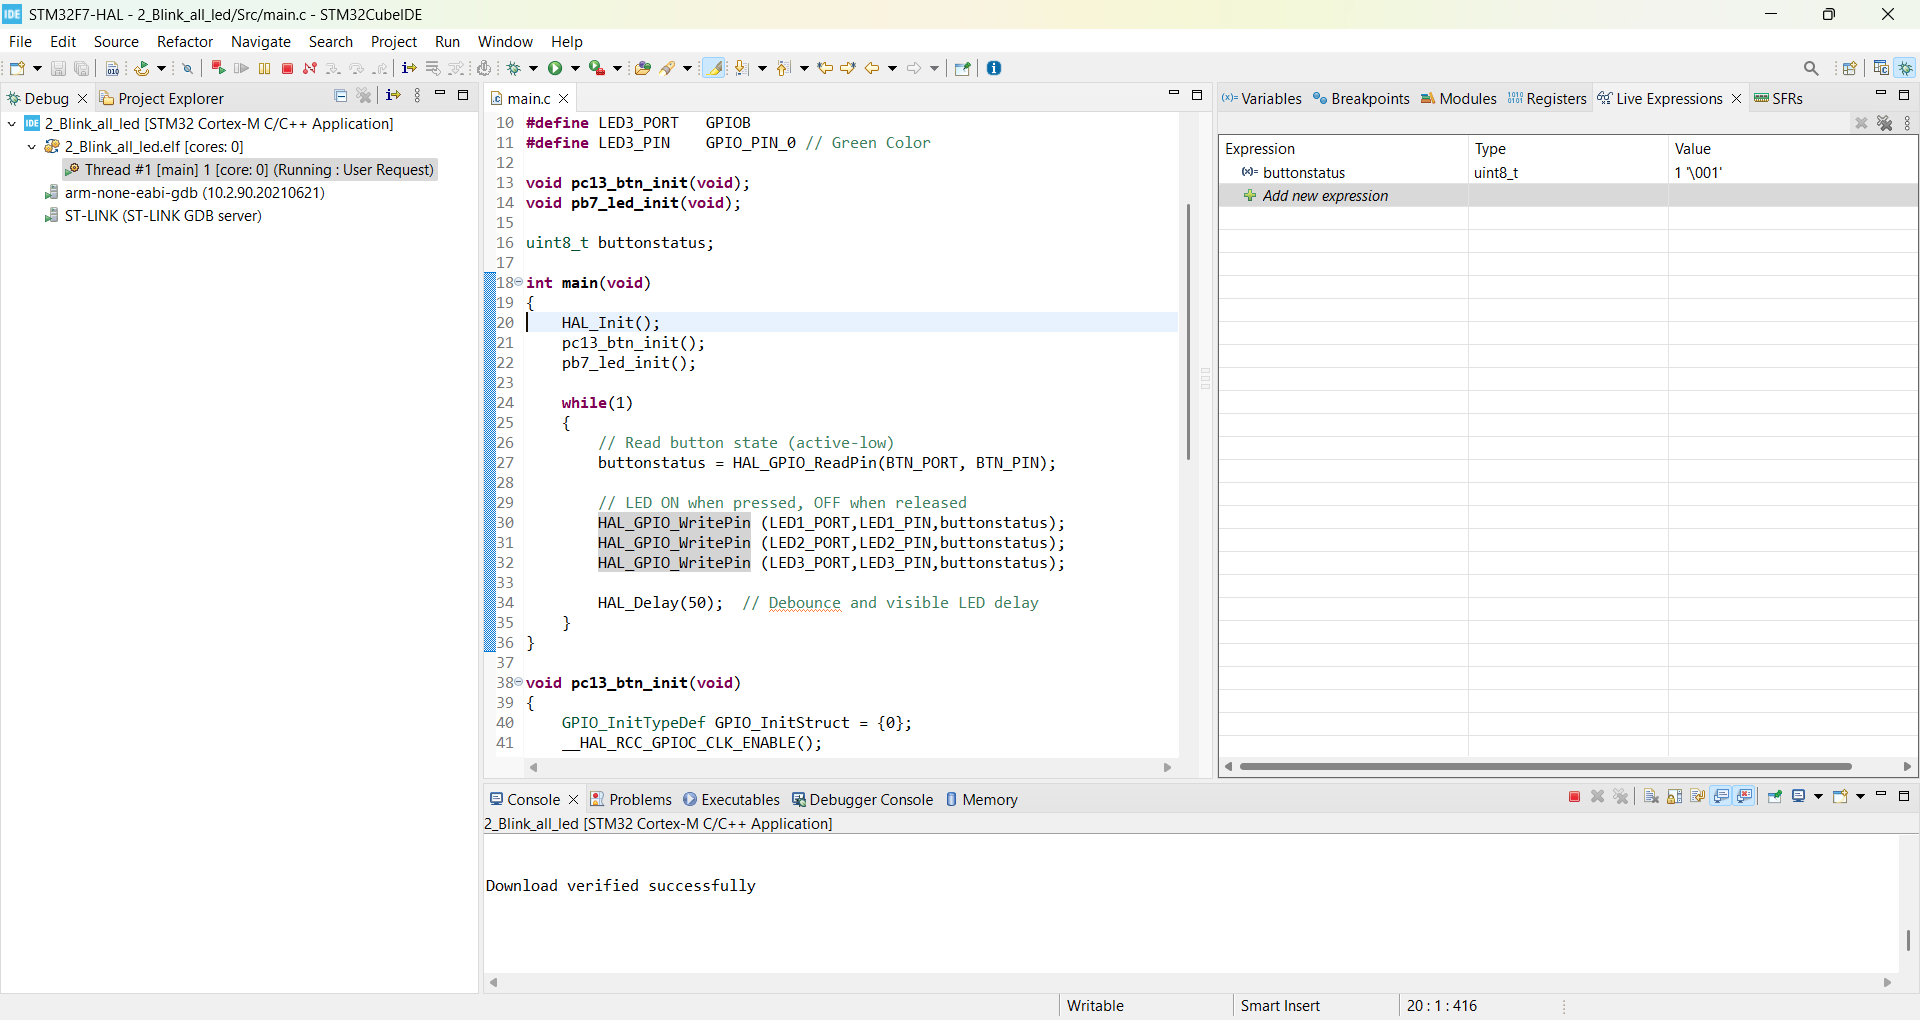 IDE STM32F7-HAL - 2_Blink_all_led/Src/main.c - STM32CubeIDE
File Edit Source Refactor Navigate Search Project Run Window Help
Debug Project Explorer
2_Blink_all_led [STM32 Cortex-M C/C++ Application]
2_Blink_all_led.elf [cores: 0]
Thread #1 [main] 1 [core: 0] (Running : User Request)
arm-none-eabi-gdb (10.2.90.20210621)
ST-LINK (ST-LINK GDB server)
main.c
10 #define LED3_PORT   GPIOB
11 #define LED3_PIN    GPIO_PIN_0 // Green Color
12
13 void pc13_btn_init(void);
14 void pb7_led_init(void);
15
16 uint8_t buttonstatus;
17
18 int main(void)
19 {
20     HAL_Init();
21     pc13_btn_init();
22     pb7_led_init();
23
24     while(1)
25     {
26         // Read button state (active-low)
27         buttonstatus = HAL_GPIO_ReadPin(BTN_PORT, BTN_PIN);
28
29         // LED ON when pressed, OFF when released
30         HAL_GPIO_WritePin (LED1_PORT,LED1_PIN,buttonstatus);
31         HAL_GPIO_WritePin (LED2_PORT,LED2_PIN,buttonstatus);
32         HAL_GPIO_WritePin (LED3_PORT,LED3_PIN,buttonstatus);
33
34         HAL_Delay(50);  // Debounce and visible LED delay
35     }
36 }
37
38 void pc13_btn_init(void)
39 {
40     GPIO_InitTypeDef GPIO_InitStruct = {0};
41     __HAL_RCC_GPIOC_CLK_ENABLE();
Variables Breakpoints Modules Registers Live Expressions SFRs
Expression Type Value
buttonstatus uint8_t 1 '\001'
Add new expression
Console Problems Executables Debugger Console Memory
2_Blink_all_led [STM32 Cortex-M C/C++ Application]
Download verified successfully
Writable Smart Insert 20 : 1 : 416